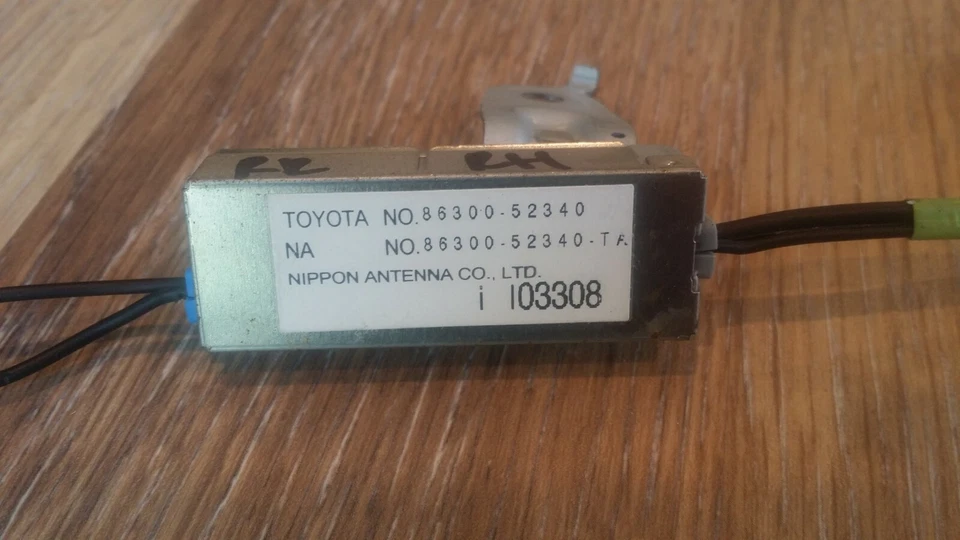 TOYOTA NO.86300-52340
NA NO.86300-52340-TA
NIPPON ANTENNA CO., LTD.
i 103308